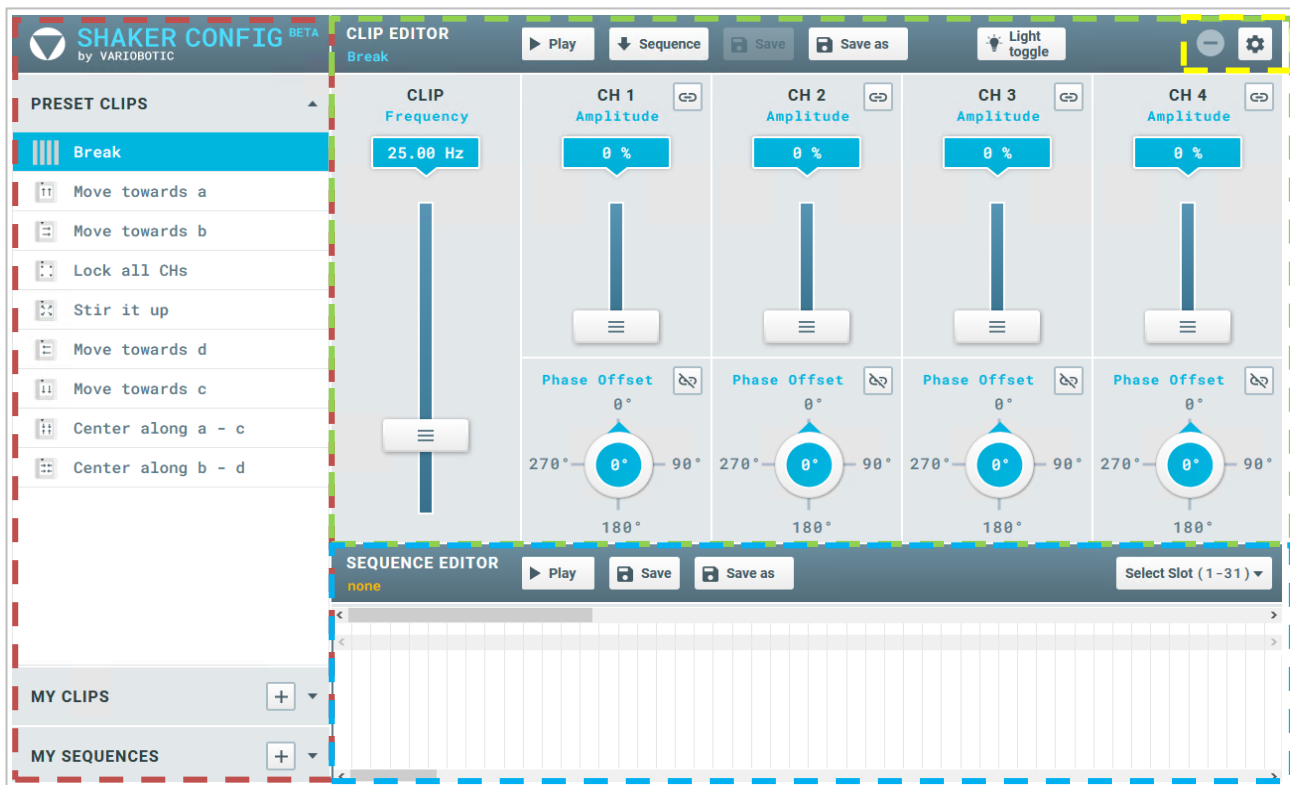 SHAKER CONFIG BETA
by VARIOBOTIC
PRESET CLIPS
Break
Move towards a
Move towards b
Lock all CHs
Stir it up
Move towards d
Move towards c
Center along a - c
Center along b - d
MY CLIPS
MY SEQUENCES
CLIP EDITOR
Break
Play
Sequence
Save
Save as
Light
toggle
CLIP
Frequency
25.00 Hz
CH 1
Amplitude
0 %
CH 2
Amplitude
0 %
CH 3
Amplitude
0 %
CH 4
Amplitude
0 %
Phase Offset
0°
270° 0° 90°
180°
Phase Offset
0°
270° 0° 90°
180°
Phase Offset
0°
270° 0° 90°
180°
Phase Offset
0°
270° 0° 90°
180°
SEQUENCE EDITOR
none
Play
Save
Save as
Select Slot (1-31)